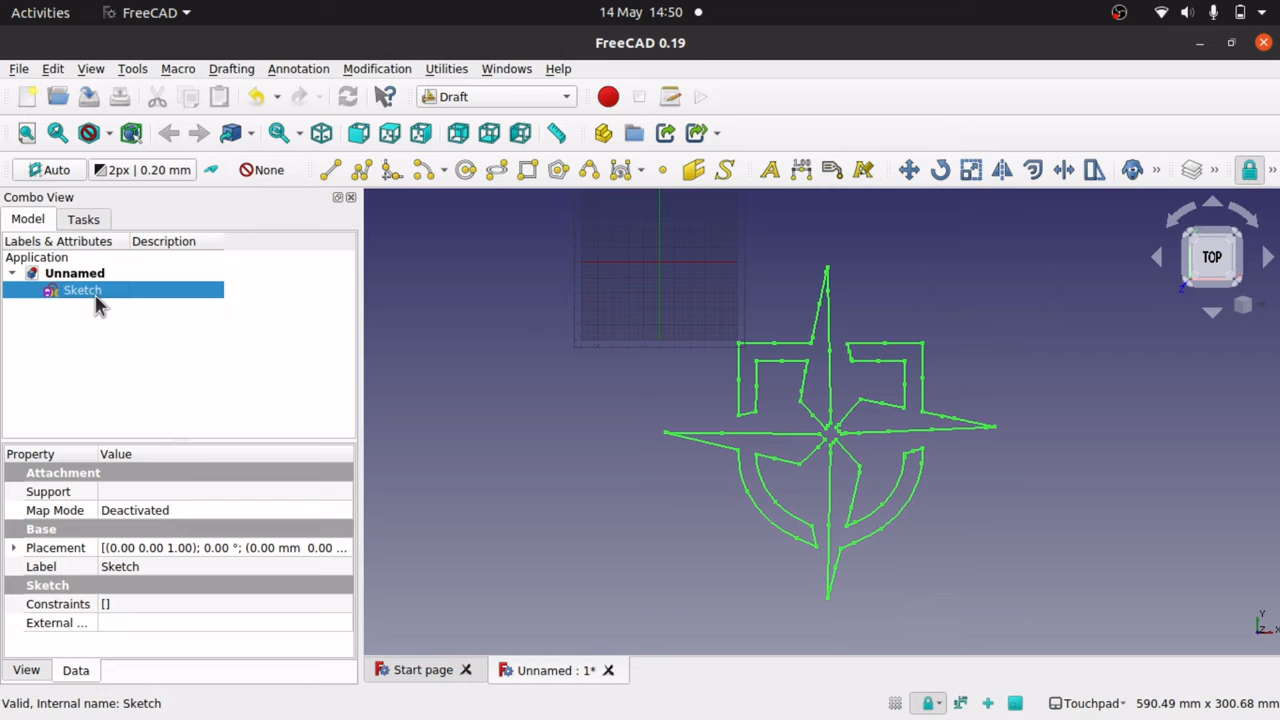 Activities FreeCAD 14 May 14:50
FreeCAD 0.19
File Edit View Tools Macro Drafting Annotation Modification Utilities Windows Help
Draft
Auto 2px | 0.20 mm None
Combo View
Model Tasks
Labels & Attributes Description
Application
Unnamed
Sketch
TOP
Property Value
Attachment
Support
Map Mode Deactivated
Base
Placement [(0.00 0.00 1.00); 0.00 °; (0.00 mm 0.00 ...
Label Sketch
Sketch
Constraints []
External ...
Y
Z X
View Data
Start page Unnamed : 1*
Valid, Internal name: Sketch Touchpad 590.49 mm x 300.68 mm